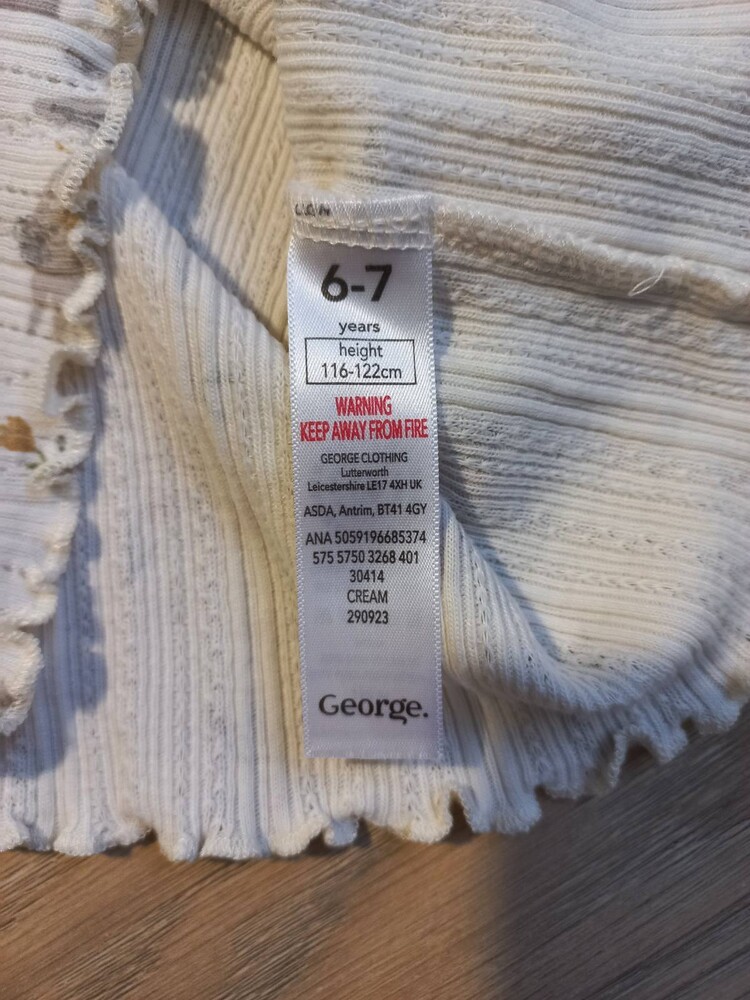 6-7
years
height
116-122cm
WARNING
KEEP AWAY FROM FIRE
GEORGE CLOTHING
Lutterworth
Leicestershire LE17 4XH UK
ASDA, Antrim, BT41 4GY
ANA 5059196685374
575 5750 3268 401
30414
CREAM
290923
George.